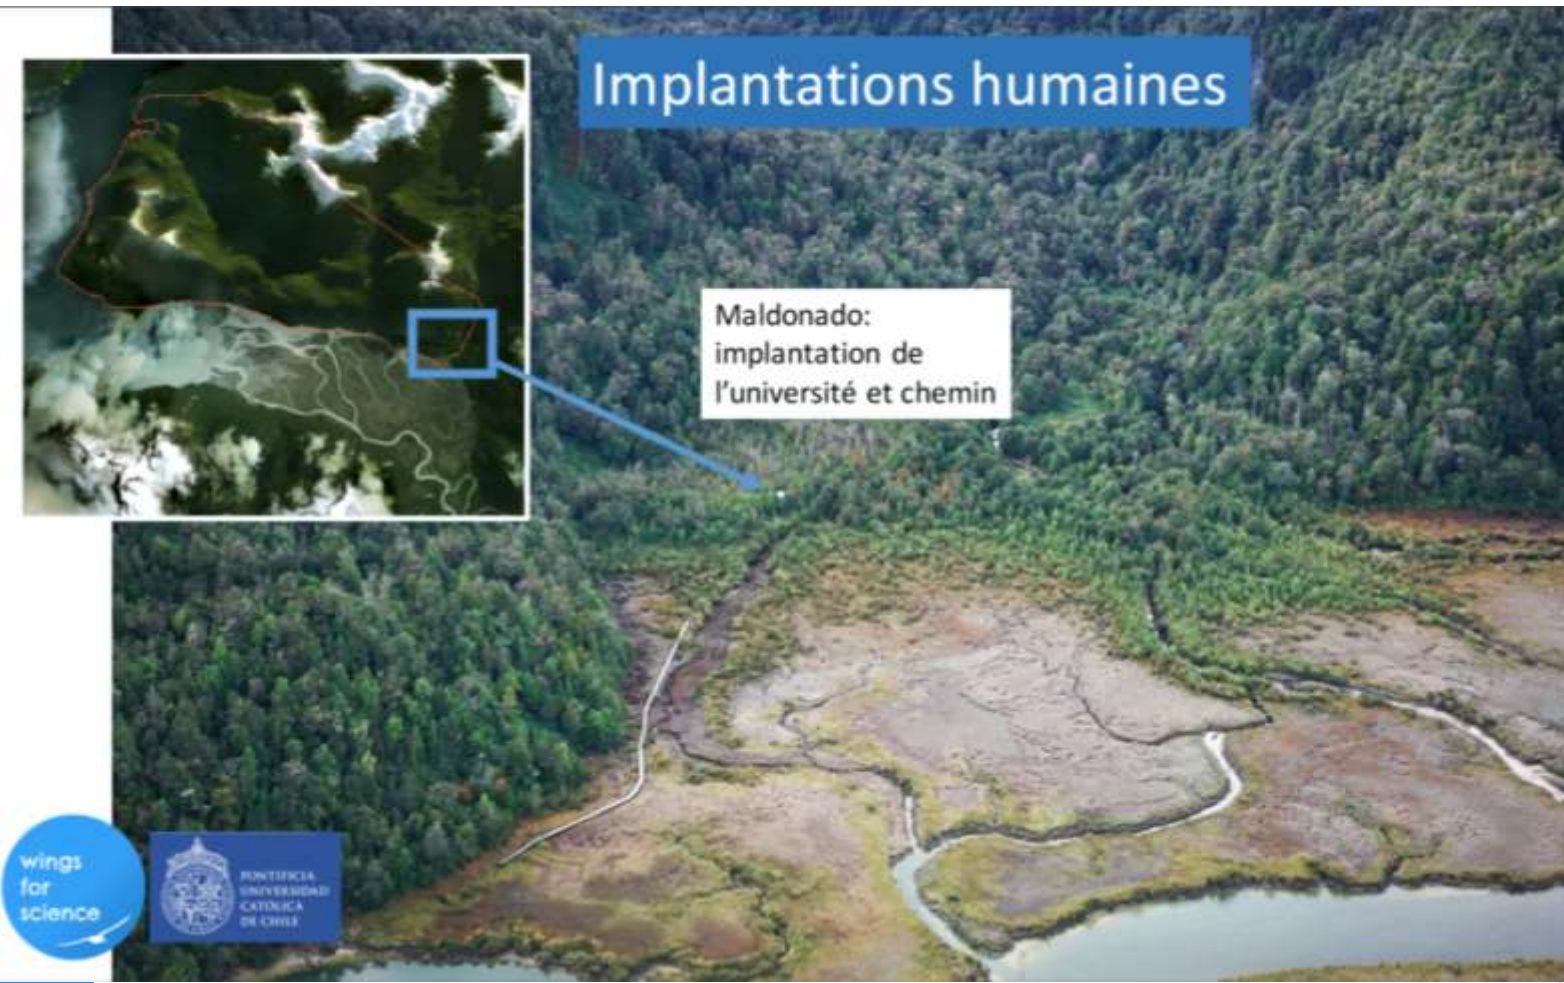 Implantations humaines
Maldonado:
implantation de
l'université et chemin
wings
for
science
PONTIFICIA
UNIVERSIDAD
CATÓLICA
DE CHILE